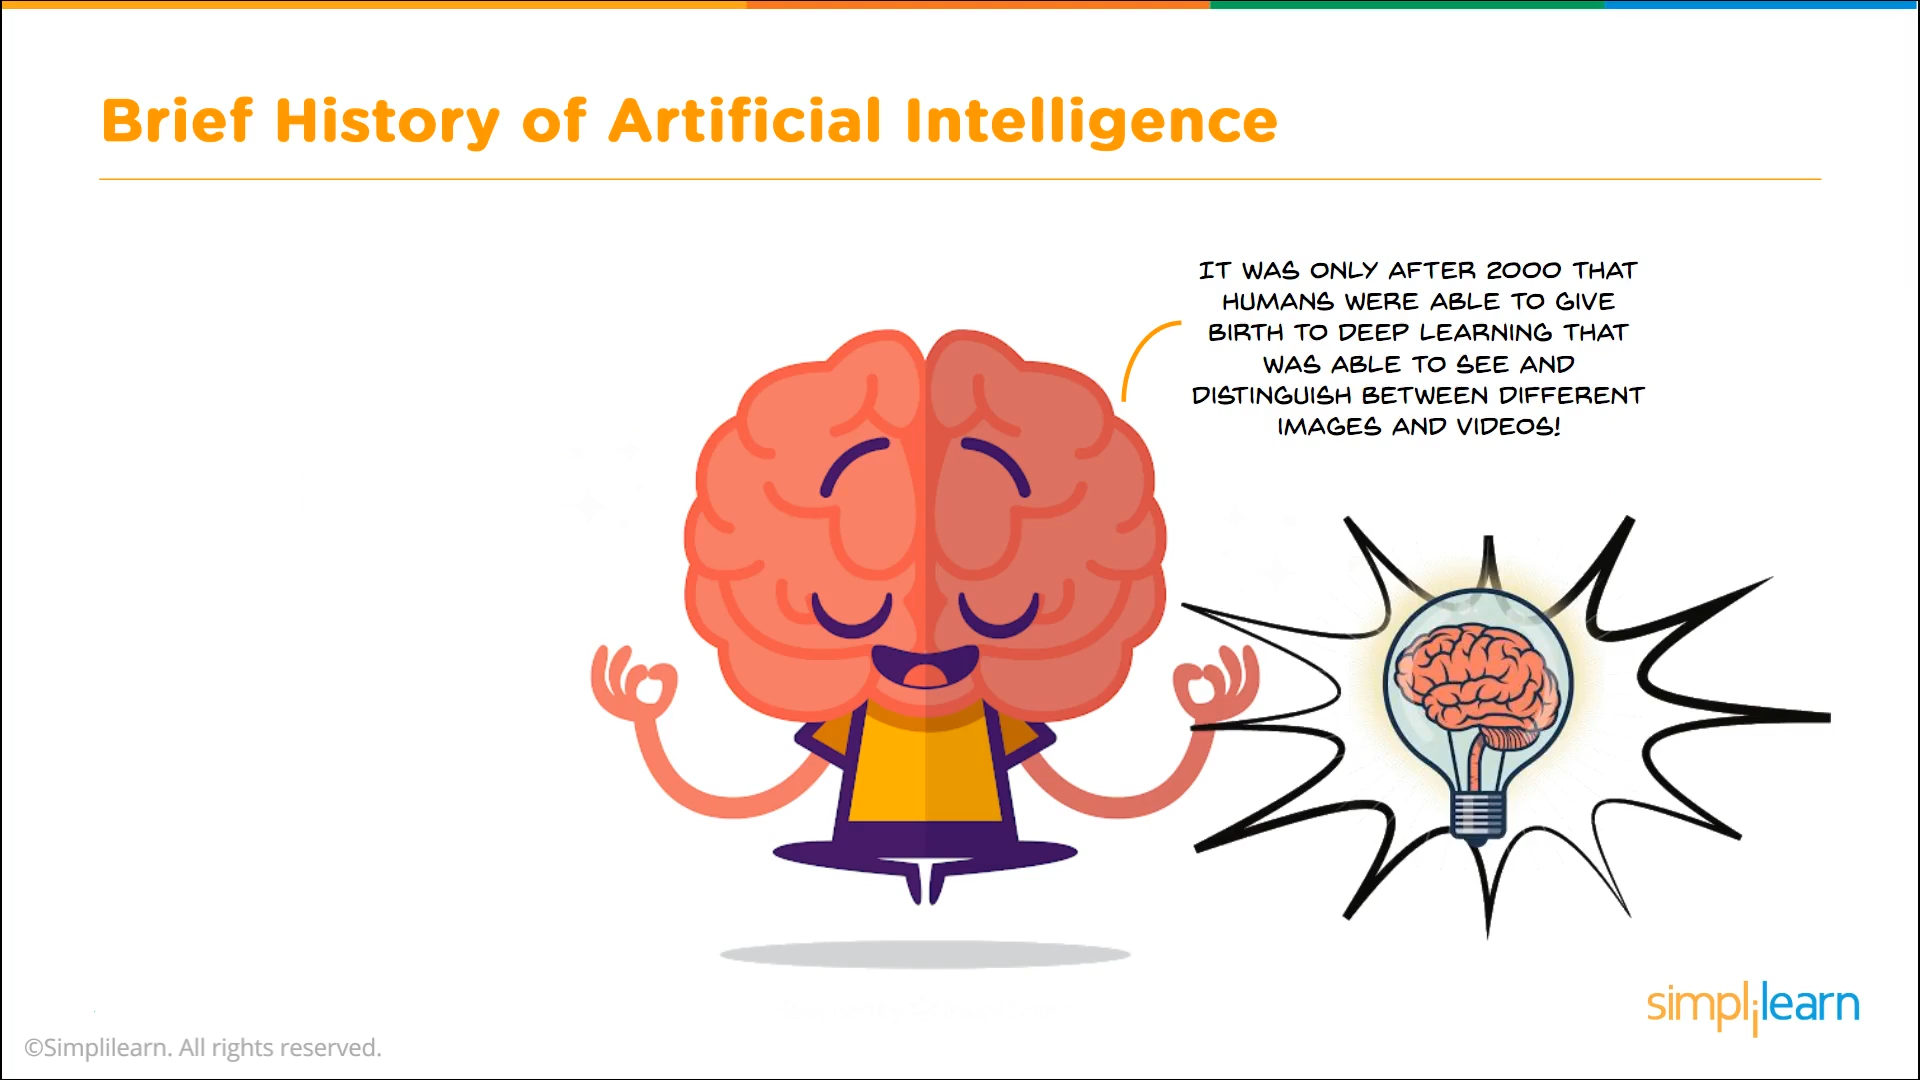 Brief History of Artificial Intelligence
IT WAS ONLY AFTER 2000 THAT
HUMANS WERE ABLE TO GIVE
BIRTH TO DEEP LEARNING THAT
WAS ABLE TO SEE AND
DISTINGUISH BETWEEN DIFFERENT
IMAGES AND VIDEOS!
simplilearn
©Simplilearn. All rights reserved.